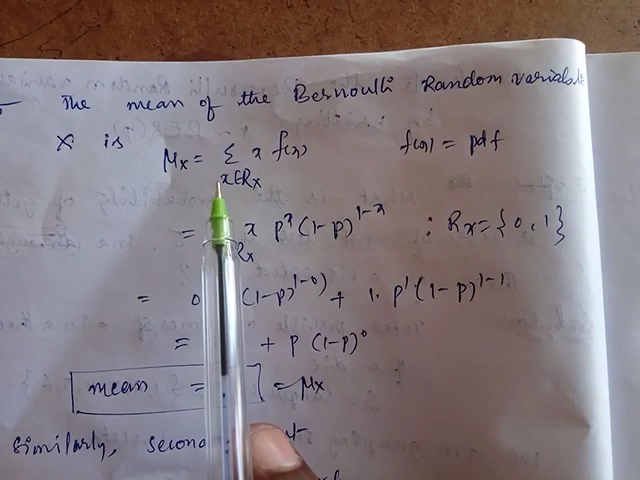 The mean of the Bernoulli Random variable
X is μx = Σ x f(x) f(x) = pdf
x∈Rx
= x p^x (1-p)^1-x : Rx = {0, 1}
Rx
= 0 (1-p)^1-0) + 1. p^1 (1-p)^1-1
= + p (1-p)^0
mean = = μx
Similarly,